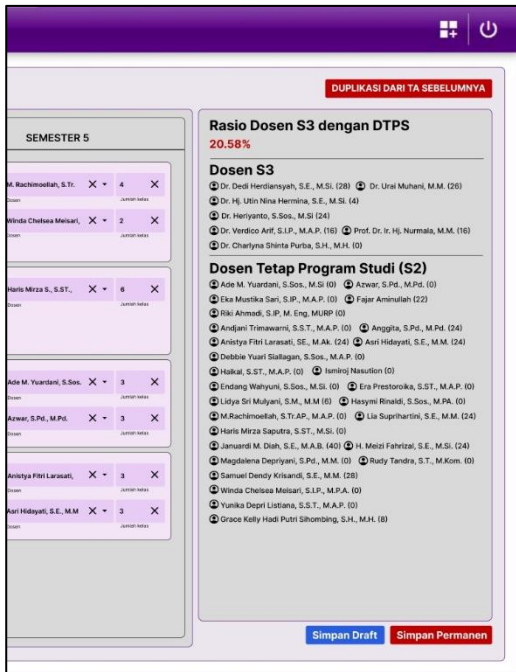 DUPLIKASI DARI TA SEBELUMNYA
SEMESTER 5
M. Rachimoellah, S.Tr. 4
Dosen Jumlah kelas
Winda Chelsea Meisari, 2
Dosen Jumlah kelas
Haris Mirza S., S.ST., 6
Dosen Jumlah kelas
Ade M. Yuardani, S.Sos. 3
Dosen Jumlah kelas
Azwar, S.Pd., M.Pd. 3
Dosen Jumlah kelas
Anistya Fitri Larasati, 3
Dosen Jumlah kelas
Asri Hidayati, S.E., M.M 3
Dosen Jumlah kelas
Rasio Dosen S3 dengan DTPS
20.58%
Dosen S3
Dr. Dedi Herdiansyah, S.E., M.Si. (28) Dr. Urai Muhani, M.M. (26)
Dr. Hj. Utin Nina Hermina, S.E., M.Si. (4)
Dr. Heriyanto, S.Sos., M.Si (24)
Dr. Verdico Arif, S.I.P., M.A.P. (16) Prof. Dr. Ir. Hj. Nurmala, M.M. (16)
Dr. Charlyna Shinta Purba, S.H., M.H. (0)
Dosen Tetap Program Studi (S2)
Ade M. Yuardani, S.Sos., M.Si (0) Azwar, S.Pd., M.Pd. (0)
Eka Mustika Sari, S.IP., M.A.P. (0) Fajar Aminullah (22)
Riki Ahmadi, S.IP, M. Eng, MURP (0)
Andjani Trimawarni, S.S.T., M.A.P. (0) Anggita, S.Pd., M.Pd. (24)
Anistya Fitri Larasati, SE., M.Ak. (24) Asri Hidayati, S.E., M.M. (24)
Debbie Yuari Siallagan, S.Sos., M.A.P. (0)
Haikal, S.ST., M.A.P. (0) Ismiroj Nasution (0)
Endang Wahyuni, S.Sos., M.Si. (0) Era Prestoroika, S.ST., M.A.P. (0)
Lidya Sri Mulyani, S.M., M.M (6) Hasymi Rinaldi, S.Sos., M.PA. (0)
M.Rachimoellah, S.Tr.AP., M.A.P. (0) Lia Suprihartini, S.E., M.M. (24)
Haris Mirza Saputra, S.ST., M.Si. (0)
Januardi M. Diah, S.E., M.A.B. (40) H. Meizi Fahrizal, S.E., M.Si. (24)
Magdalena Depriyani, S.Pd., M.M. (0) Rudy Tandra, S.T., M.Kom. (0)
Samuel Dendy Krisandi, S.E., M.M. (28)
Winda Chelsea Meisari, S.I.P., M.P.A. (0)
Yunika Depri Listiana, S.S.T., M.A.P. (0)
Grace Kelly Hadi Putri Sihombing, S.H., M.H. (8)
Simpan Draft Simpan Permanen